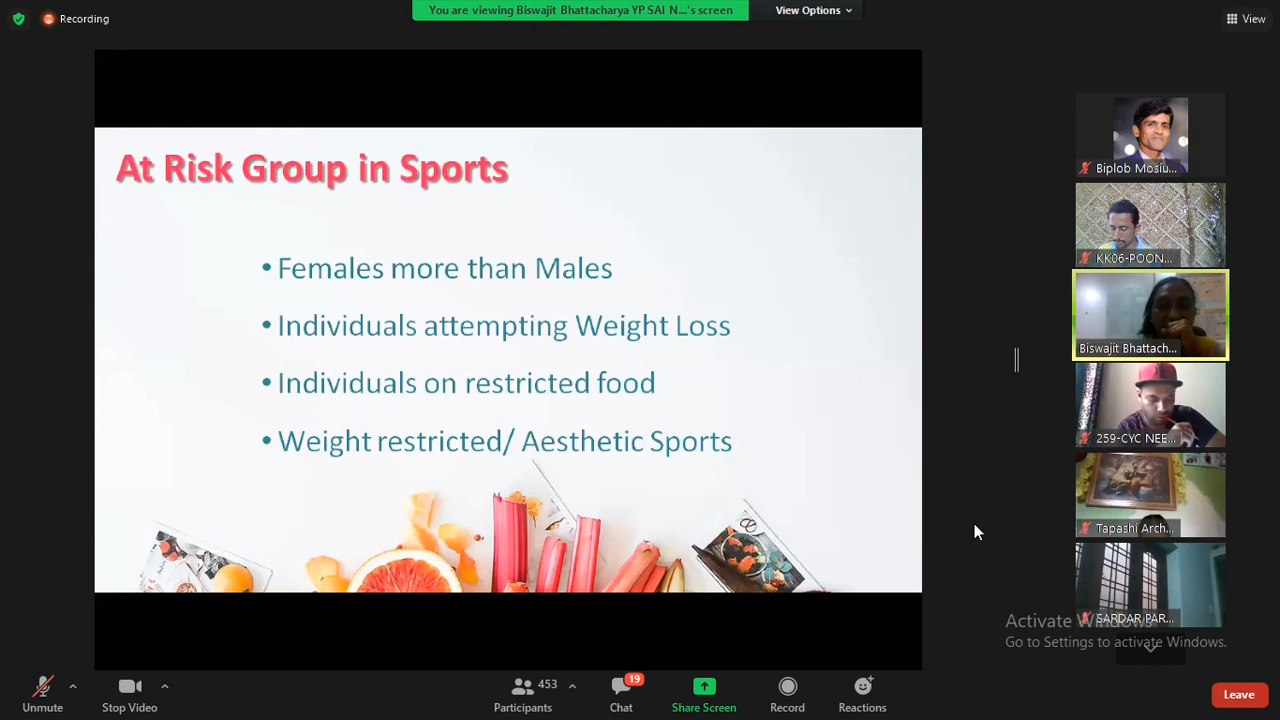 Recording
You are viewing Biswajit Bhattacharya YP SAI N...'s screen
View Options
View
At Risk Group in Sports
• Females more than Males
• Individuals attempting Weight Loss
• Individuals on restricted food
• Weight restricted/ Aesthetic Sports
Biplob Mosiu...
KK06-POON...
Biswajit Bhattach...
259-CYC NEE...
Tapashi Arch...
SARDAR PAR...
Activate Windows
Go to Settings to activate Windows.
Unmute
Stop Video
453
Participants
19
Chat
Share Screen
Record
Reactions
Leave